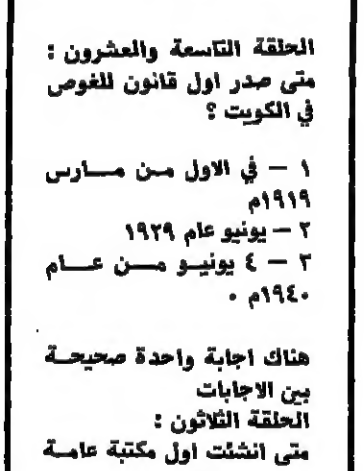 الحلقة التاسعة والعشرون :
متى صدر اول قانون للغوص
في الكويت ؟
١ — في الاول من مارس
١٩١٩م
٢ — يونيو عام ١٩٢٩
٣ — ٤ يونيو من عام
١٩٤٠م .
هناك اجابة واحدة صحيحة
بين الاجابات
الحلقة الثلاثون :
متى انشئت اول مكتبة عامة